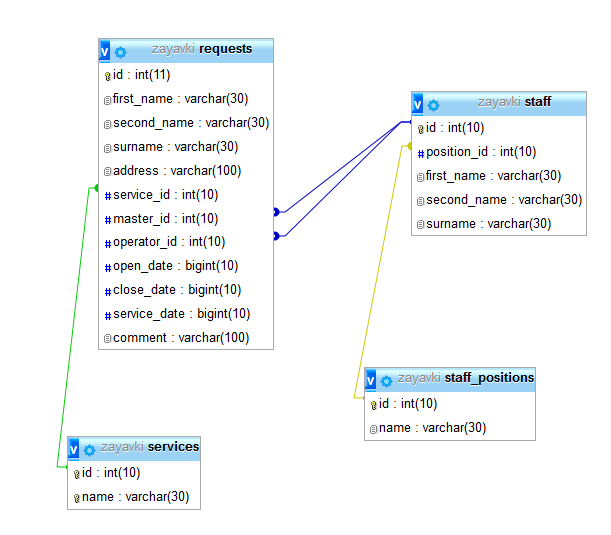 v zayavki requests
id : int(11)
first_name : varchar(30)
second_name : varchar(30)
surname : varchar(30)
address : varchar(100)
# service_id : int(10)
# master_id : int(10)
# operator_id : int(10)
# open_date : bigint(10)
# close_date : bigint(10)
# service_date : bigint(10)
comment : varchar(100)
v zayavki staff
id : int(10)
# position_id : int(10)
first_name : varchar(30)
second_name : varchar(30)
surname : varchar(30)
v zayavki staff_positions
id : int(10)
name : varchar(30)
v zayavki services
id : int(10)
name : varchar(30)